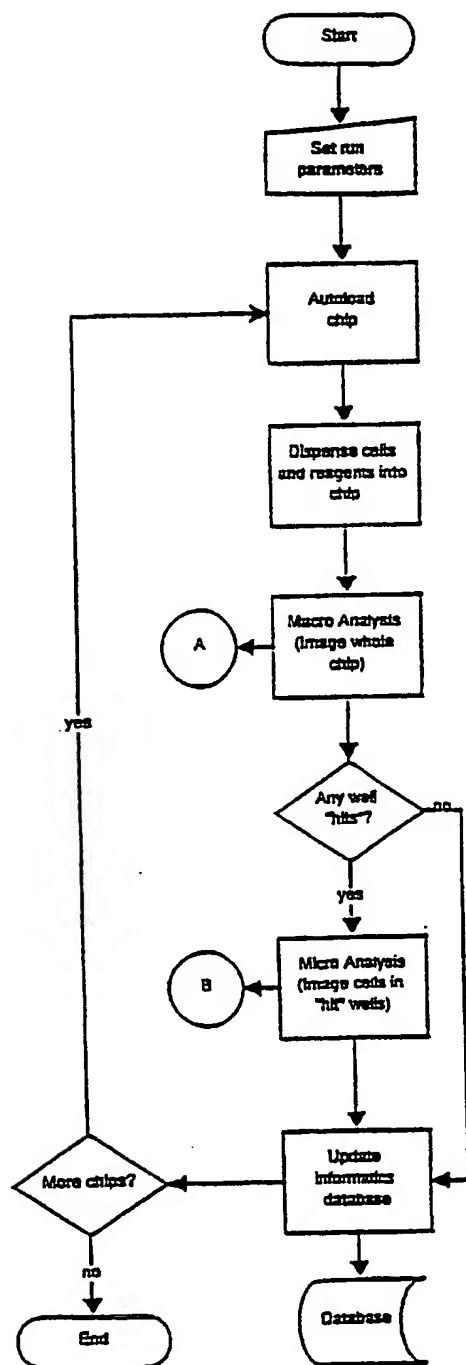 Start
Set run
parameters
Autoload
chip
Dispense cells
and reagents into
chip
Macro Analysis
(Image whole
chip)
A
yes
Any well
"hits"?
no
yes
Micro Analysis
(Image cells in
"hit" wells)
B
Update
Informatics
database
More chips?
no
Database
End